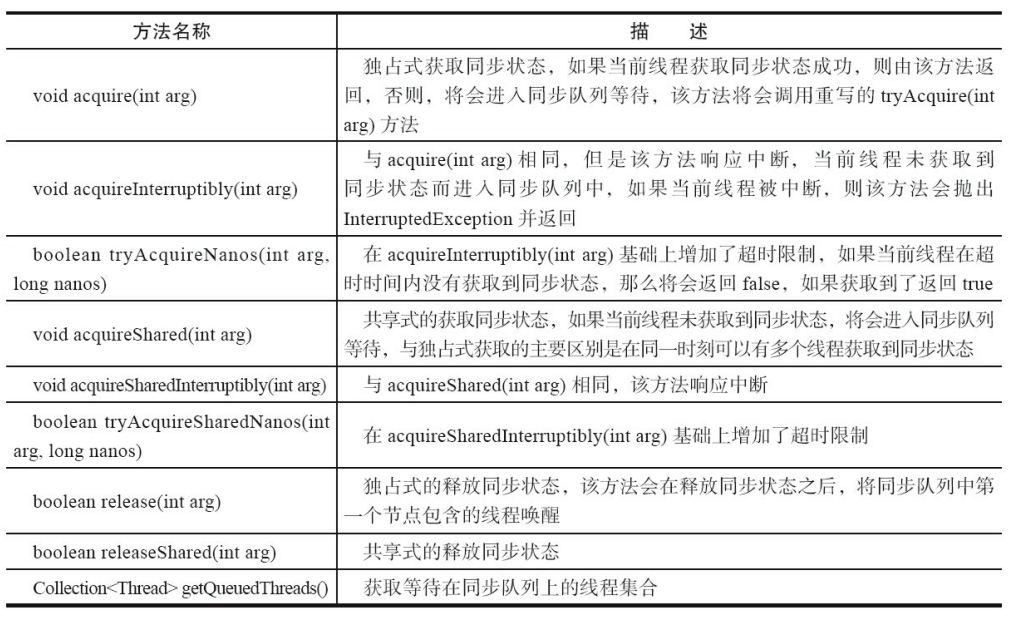 方法名称
描 述
void acquire(int arg)
独占式获取同步状态，如果当前线程获取同步状态成功，则由该方法返
回，否则，将会进入同步队列等待，该方法将会调用重写的 tryAcquire(int
arg) 方法
void acquireInterruptibly(int arg)
与 acquire(int arg) 相同，但是该方法响应中断，当前线程未获取到
同步状态而进入同步队列中，如果当前线程被中断，则该方法会抛出
InterruptedException 并返回
boolean tryAcquireNanos(int arg,
long nanos)
在 acquireInterruptibly(int arg) 基础上增加了超时限制，如果当前线程在超
时时间内没有获取到同步状态，那么将会返回 false，如果获取到了返回 true
void acquireShared(int arg)
共享式的获取同步状态，如果当前线程未获取到同步状态，将会进入同步队列
等待，与独占式获取的主要区别是在同一时刻可以有多个线程获取到同步状态
void acquireSharedInterruptibly(int arg)
与 acquireShared(int arg) 相同，该方法响应中断
boolean tryAcquireSharedNanos(int
arg, long nanos)
在 acquireSharedInterruptibly(int arg) 基础上增加了超时限制
boolean release(int arg)
独占式的释放同步状态，该方法会在释放同步状态之后，将同步队列中第
一个节点包含的线程唤醒
boolean releaseShared(int arg)
共享式的释放同步状态
Collection<Thread> getQueuedThreads()
获取等待在同步队列上的线程集合